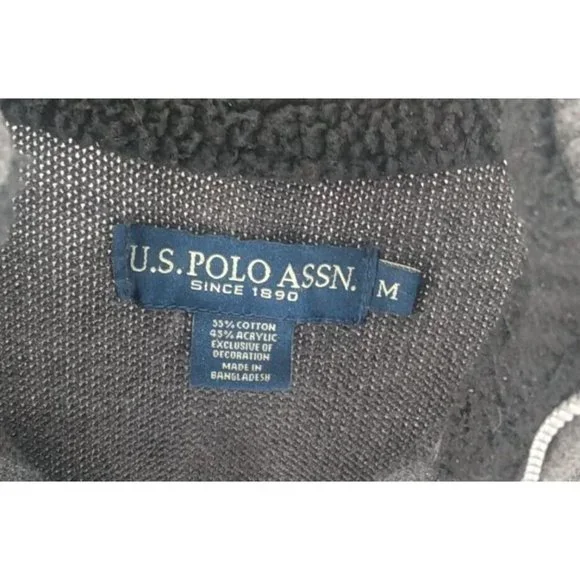 U.S. POLO ASSN.
SINCE 1890
M
55% COTTON
45% ACRYLIC
EXCLUSIVE OF
DECORATION
MADE IN
BANGLADESH